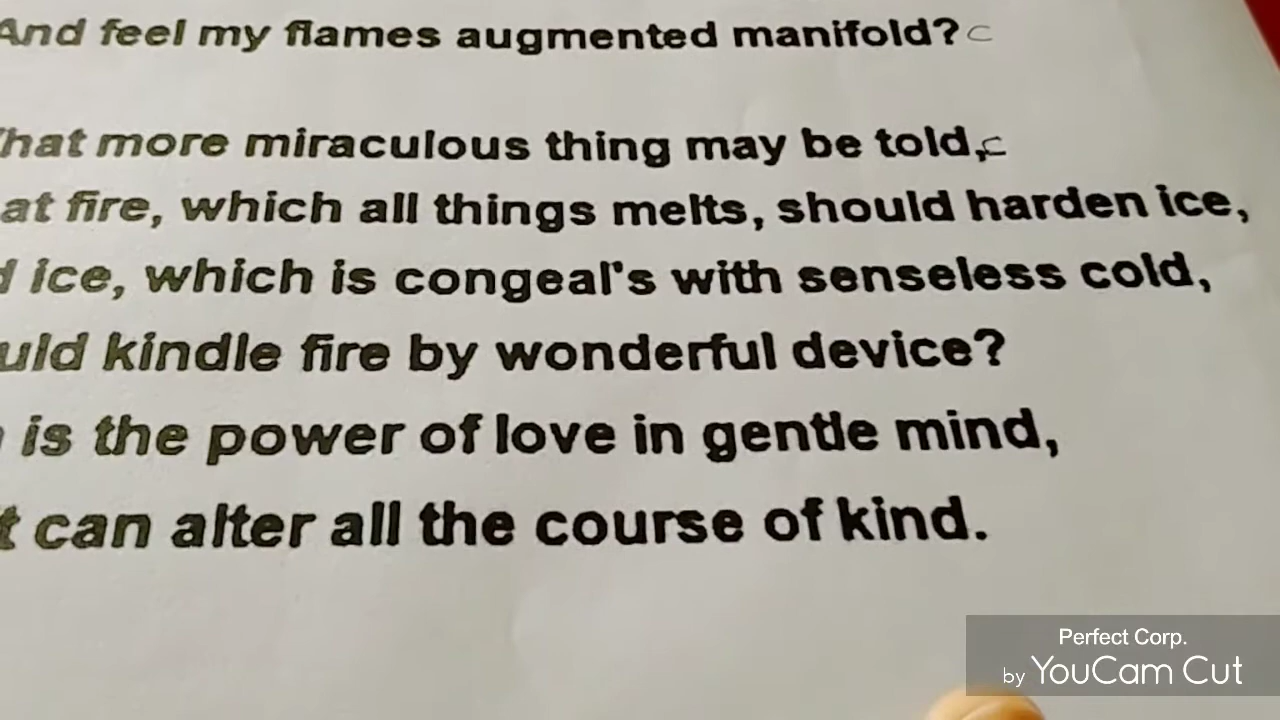 And feel my flames augmented manifold? c
hat more miraculous thing may be told, c
at fire, which all things melts, should harden ice,
d ice, which is congeal's with senseless cold,
uld kindle fire by wonderful device?
is the power of love in gentle mind,
t can alter all the course of kind.
Perfect Corp.
by YouCam Cut